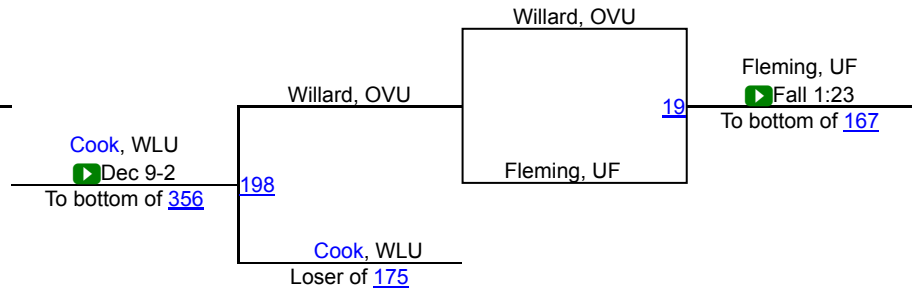 Willard, OVU
Fleming, UF
Fall 1:23
Willard, OVU
19
To bottom of 167
Cook, WLU
Dec 9-2
Fleming, UF
198
To bottom of 356
Cook, WLU
Loser of 175